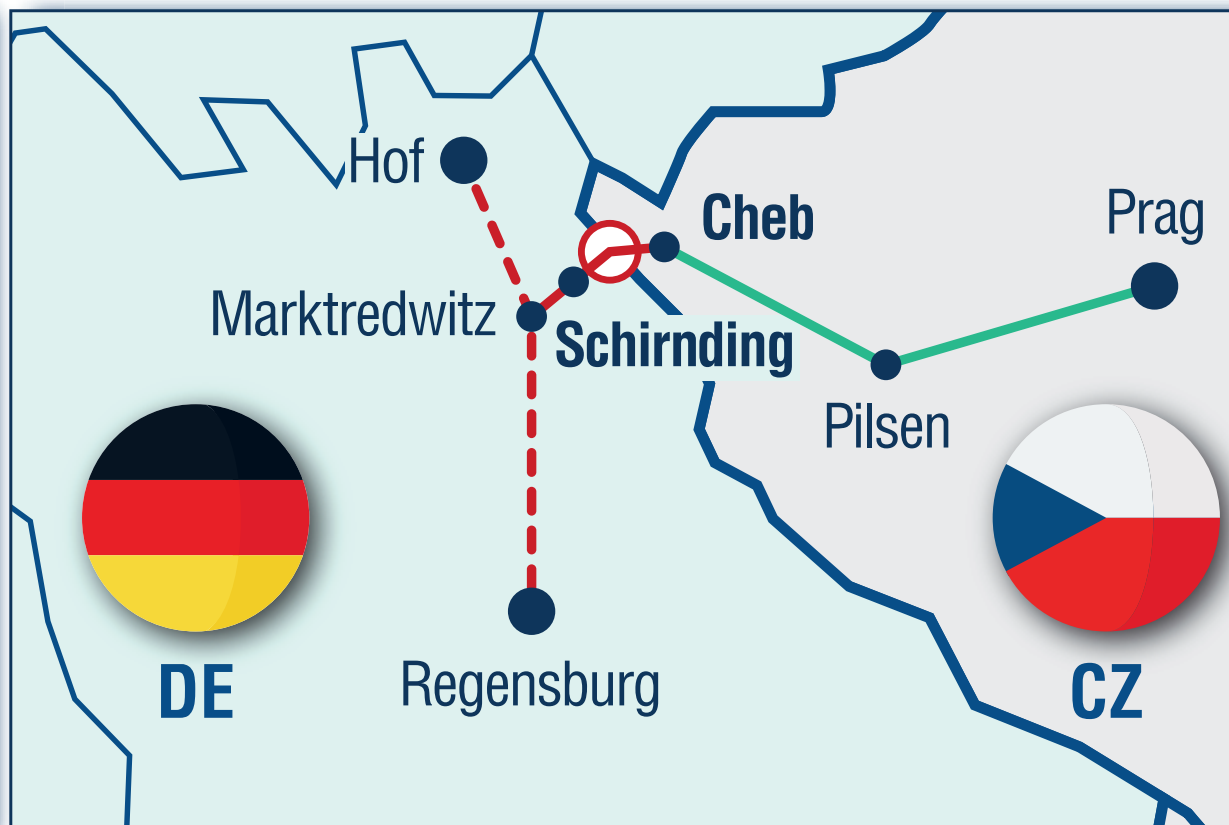 Hof
Prag
Cheb
Marktredwitz
Schirnding
Pilsen
Regensburg
DE
CZ